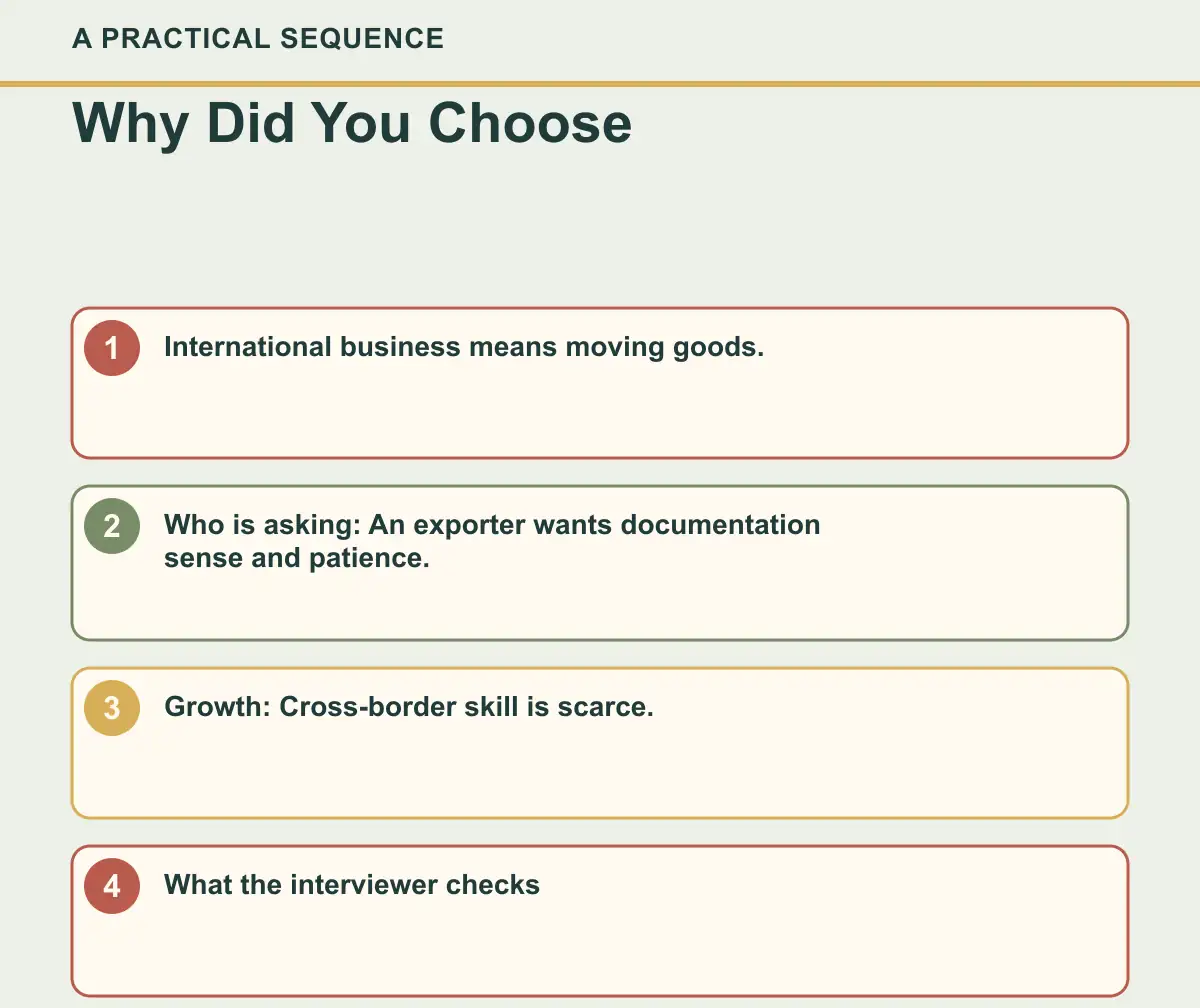 A PRACTICAL SEQUENCE
Why Did You Choose
1
International business means moving goods.
2
Who is asking: An exporter wants documentation
sense and patience.
3
Growth: Cross-border skill is scarce.
4
What the interviewer checks